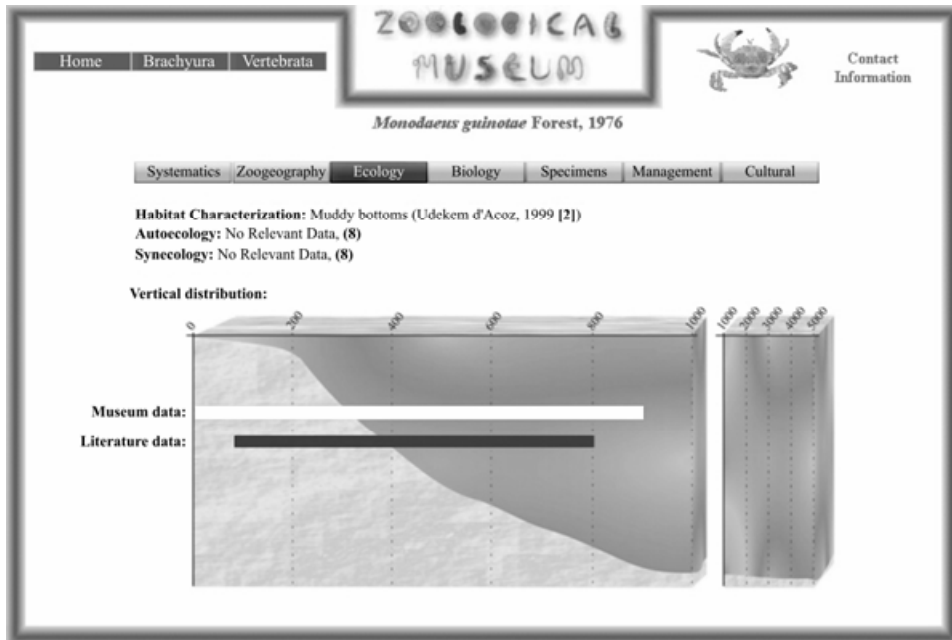 ZOOLOGICAL
MUSEUM
Home Brachyura Vertebrata
Contact
Information
Monodaeus guinotae Forest, 1976
Systematics Zoogeography Ecology Biology Specimens Management Cultural
Habitat Characterization: Muddy bottoms (Udekem d'Acoz, 1999 [2])
Autoecology: No Relevant Data, (8)
Synecology: No Relevant Data, (8)
Vertical distribution:
0 200 400 600 800 1000 1000 2000 3000 4000 5000
Museum data:
Literature data: